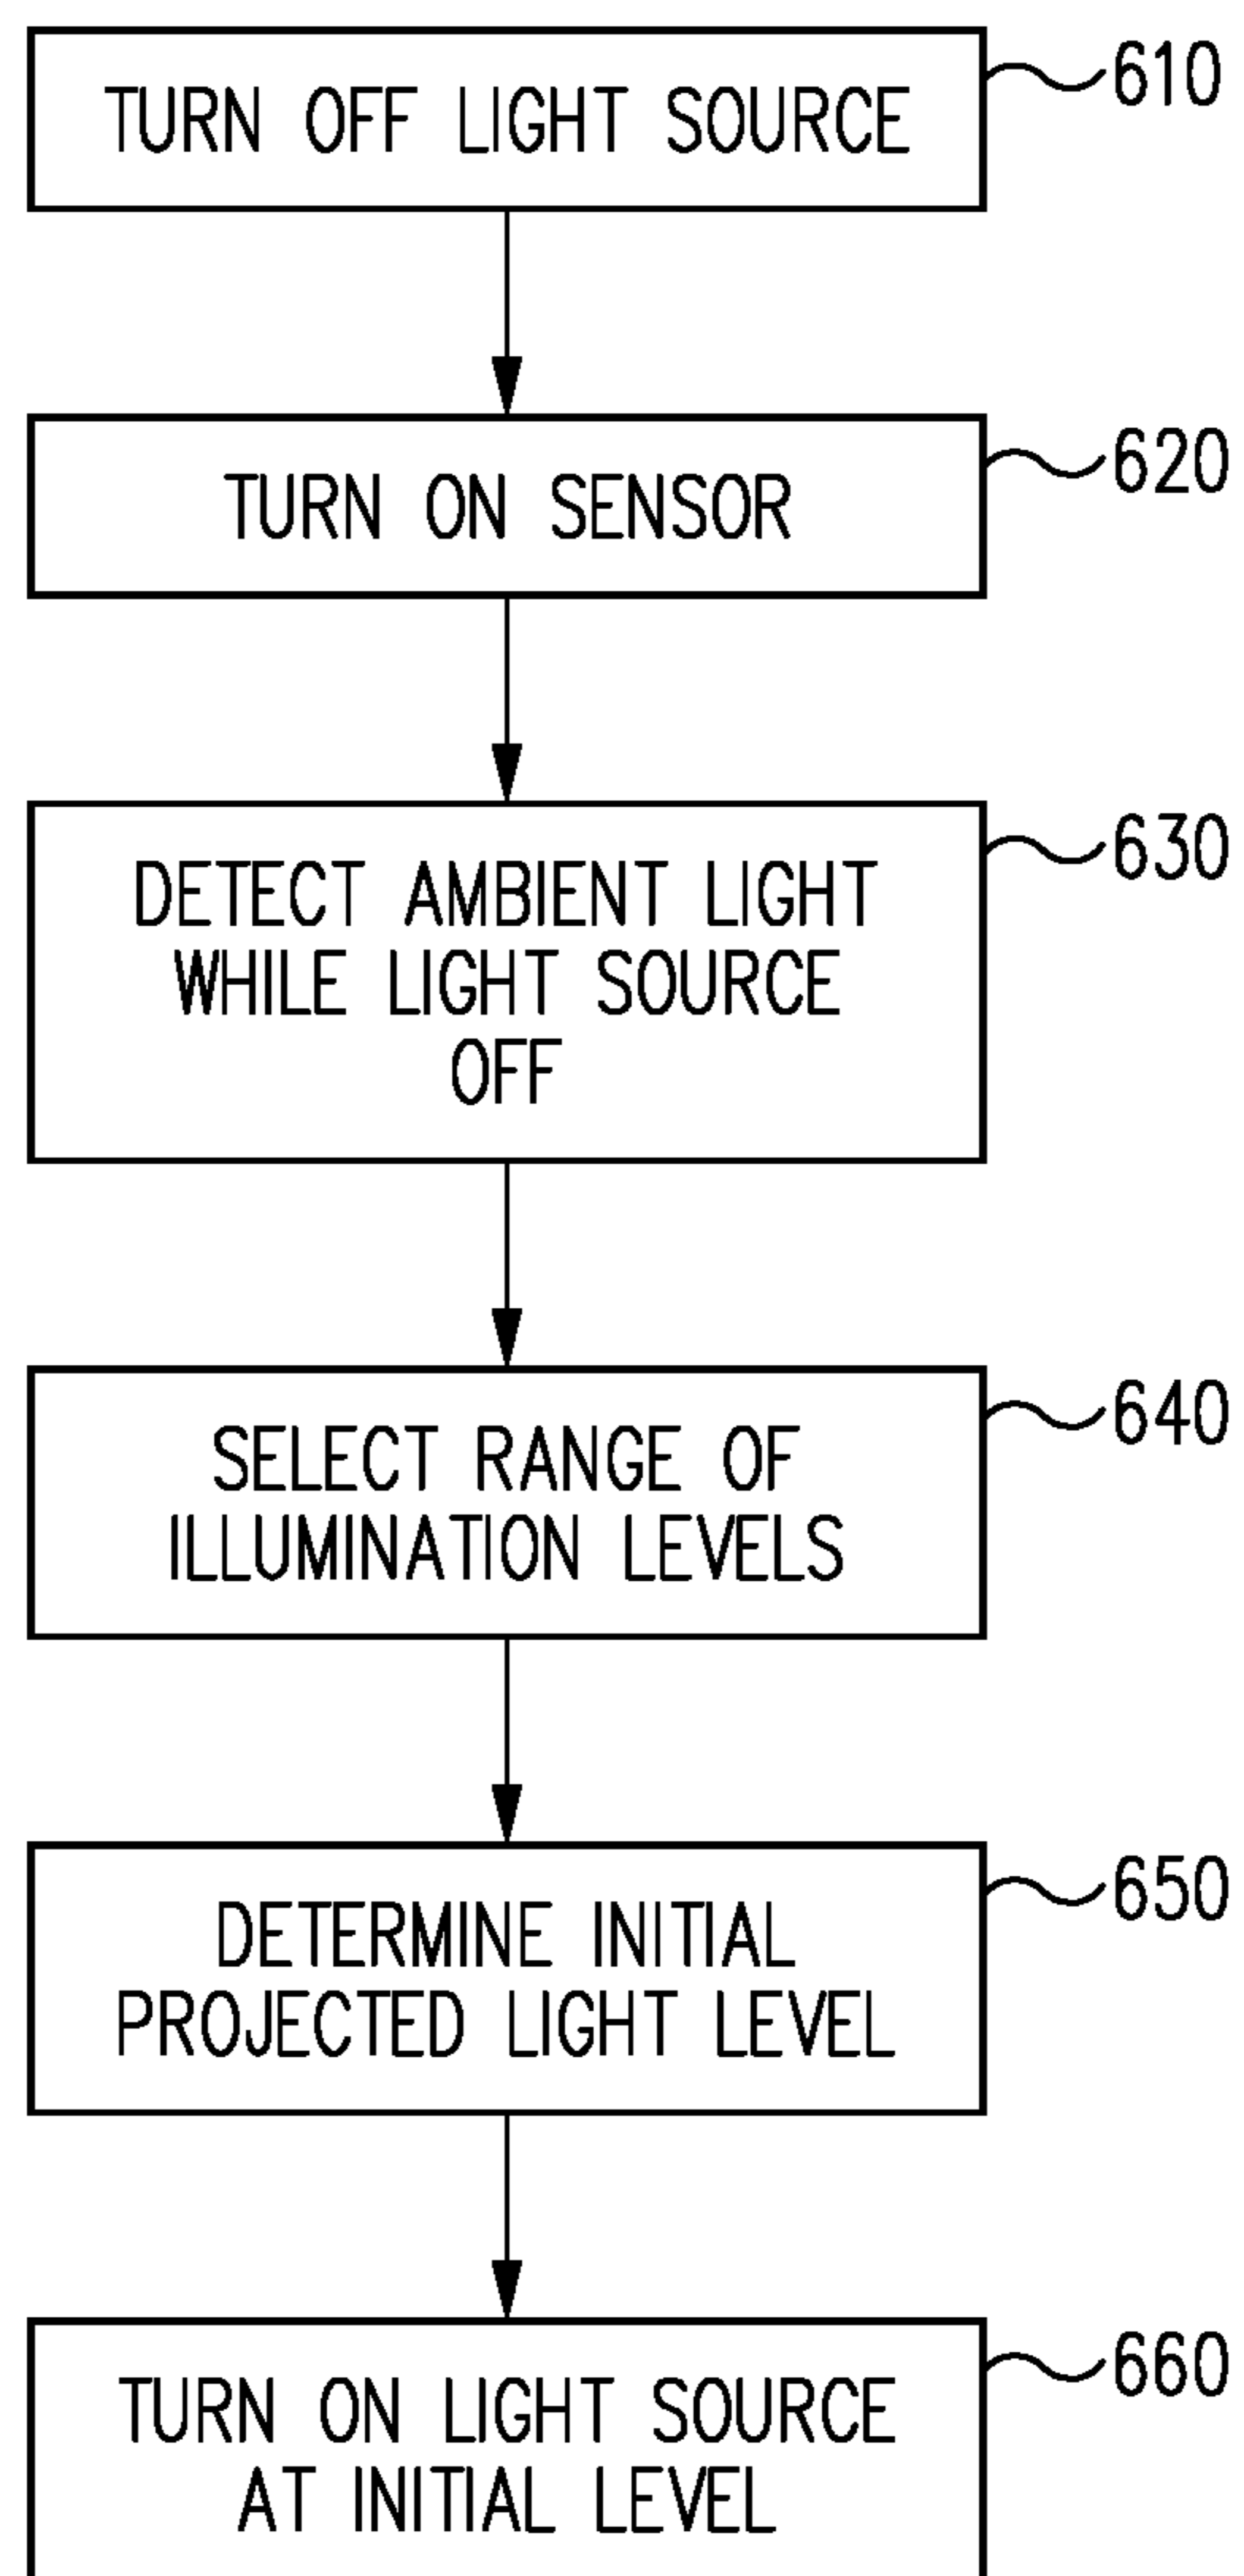 TURN OFF LIGHT SOURCE
610
TURN ON SENSOR
620
DETECT AMBIENT LIGHT
WHILE LIGHT SOURCE
OFF
630
SELECT RANGE OF
ILLUMINATION LEVELS
640
DETERMINE INITIAL
PROJECTED LIGHT LEVEL
650
TURN ON LIGHT SOURCE
AT INITIAL LEVEL
660